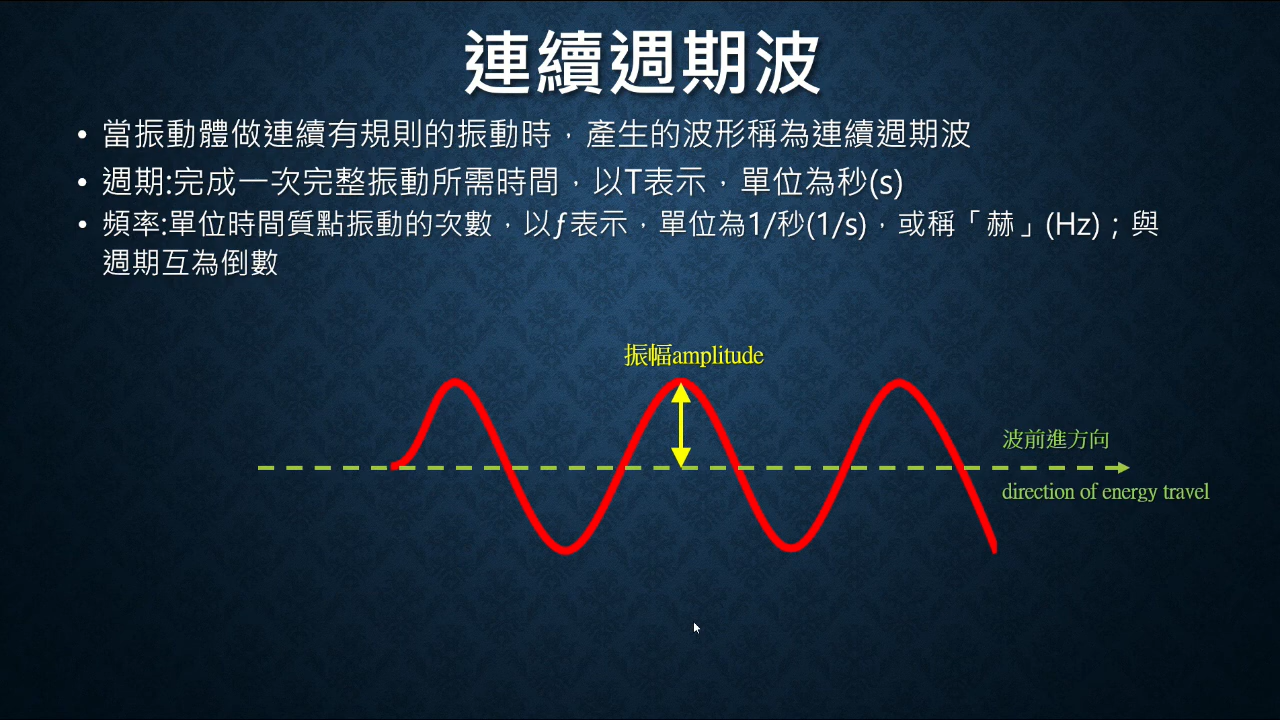 連續週期波
• 當振動體做連續有規則的振動時，產生的波形稱為連續週期波
• 週期:完成一次完整振動所需時間，以T表示，單位為秒(s)
• 頻率:單位時間質點振動的次數，以ƒ表示，單位為1/秒(1/s)，或稱「赫」(Hz)；與
週期互為倒數
振幅amplitude
波前進方向
direction of energy travel